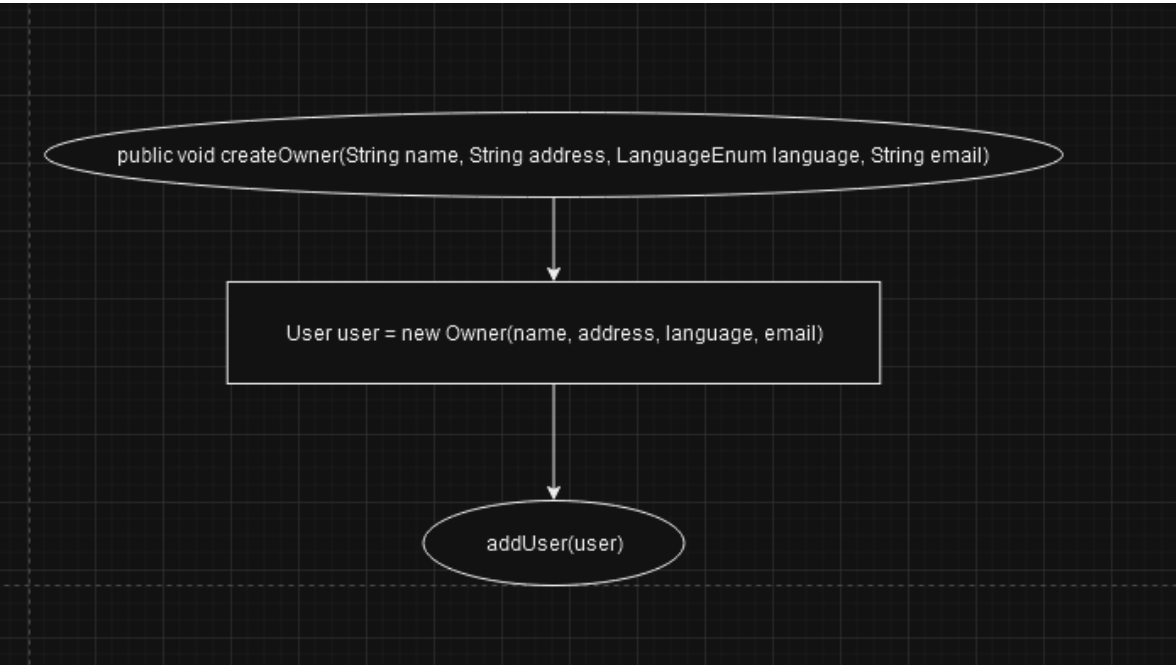 public void createOwner(String name, String address, LanguageEnum language, String email)
User user = new Owner(name, address, language, email)
addUser(user)